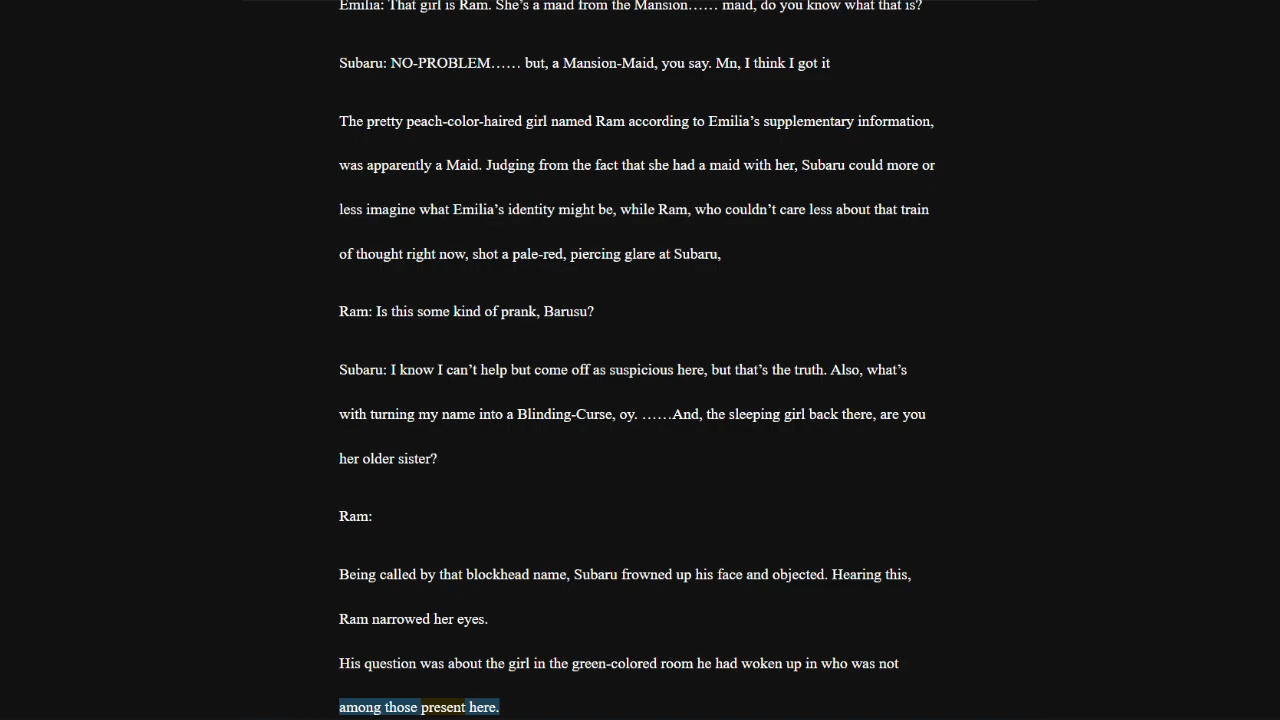 Emilia: That girl is Ram. She’s a maid from the Mansion…… maid, do you know what that is?
Subaru: NO-PROBLEM…… but, a Mansion-Maid, you say. Mn, I think I got it
The pretty peach-color-haired girl named Ram according to Emilia’s supplementary information,
was apparently a Maid. Judging from the fact that she had a maid with her, Subaru could more or
less imagine what Emilia’s identity might be, while Ram, who couldn’t care less about that train
of thought right now, shot a pale-red, piercing glare at Subaru,
Ram: Is this some kind of prank, Barusu?
Subaru: I know I can’t help but come off as suspicious here, but that’s the truth. Also, what’s
with turning my name into a Blinding-Curse, oy. ……And, the sleeping girl back there, are you
her older sister?
Ram:
Being called by that blockhead name, Subaru frowned up his face and objected. Hearing this,
Ram narrowed her eyes.
His question was about the girl in the green-colored room he had woken up in who was not
among those present here.